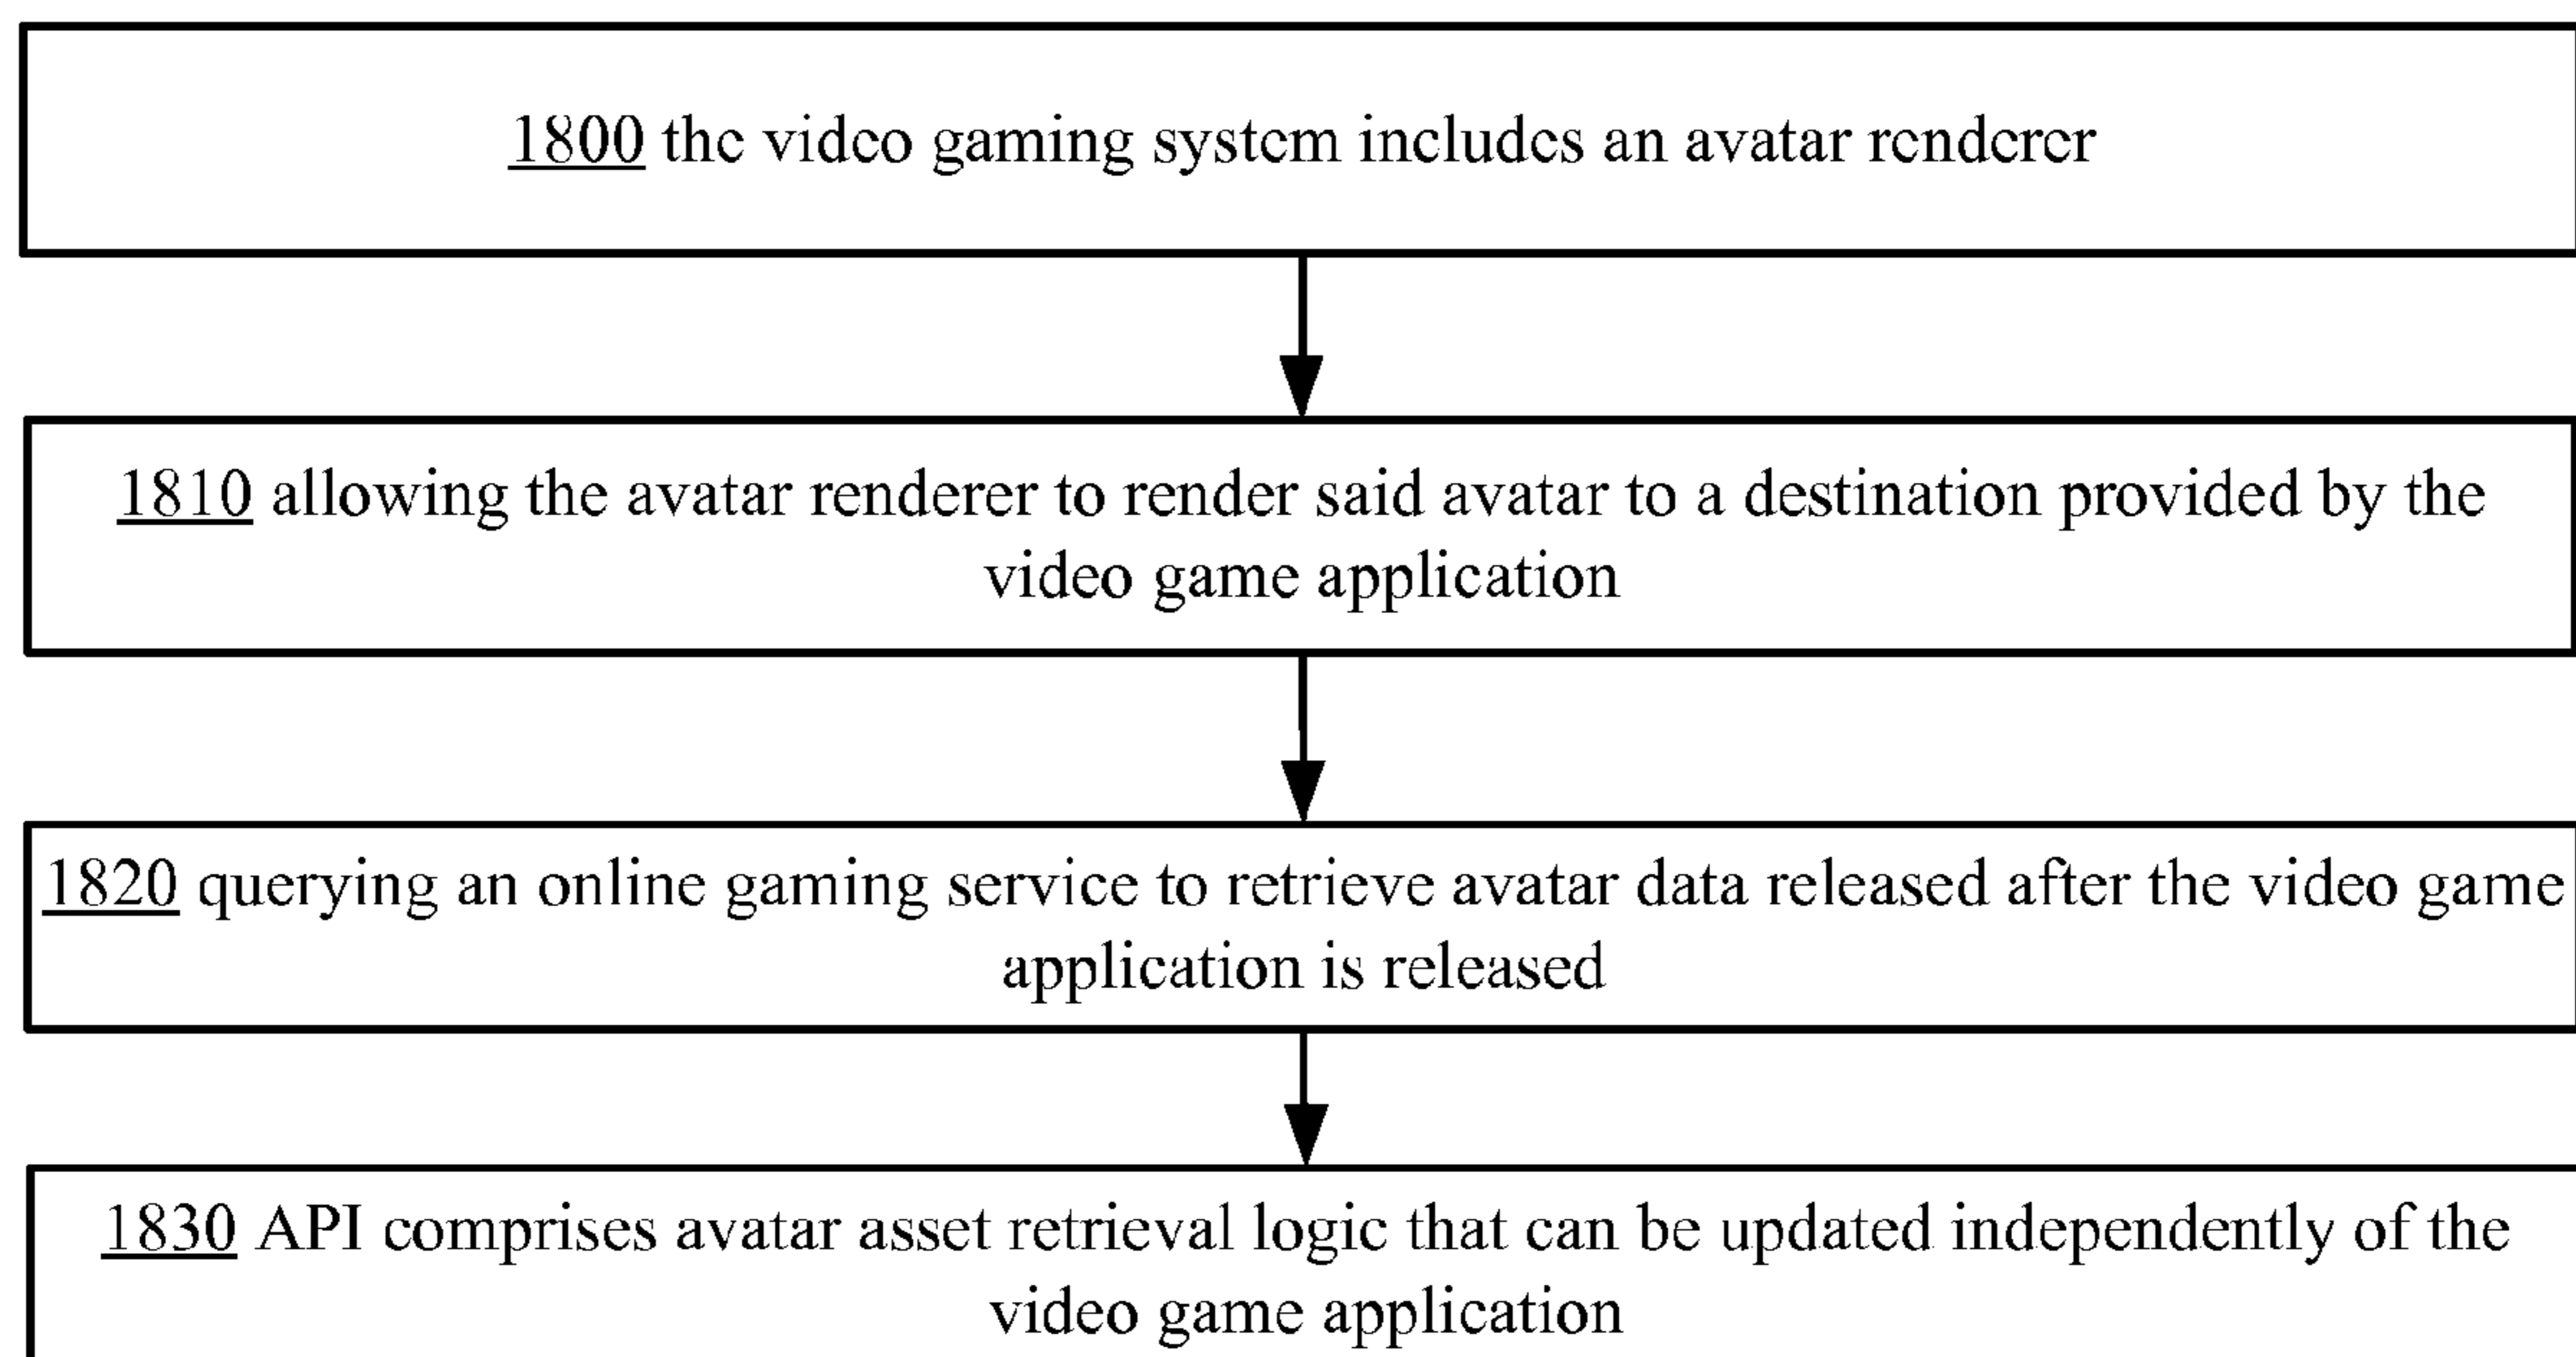 1800 the video gaming system includes an avatar renderer
1810 allowing the avatar renderer to render said avatar to a destination provided by the
video game application
1820 querying an online gaming service to retrieve avatar data released after the video game
application is released
1830 API comprises avatar asset retrieval logic that can be updated independently of the
video game application